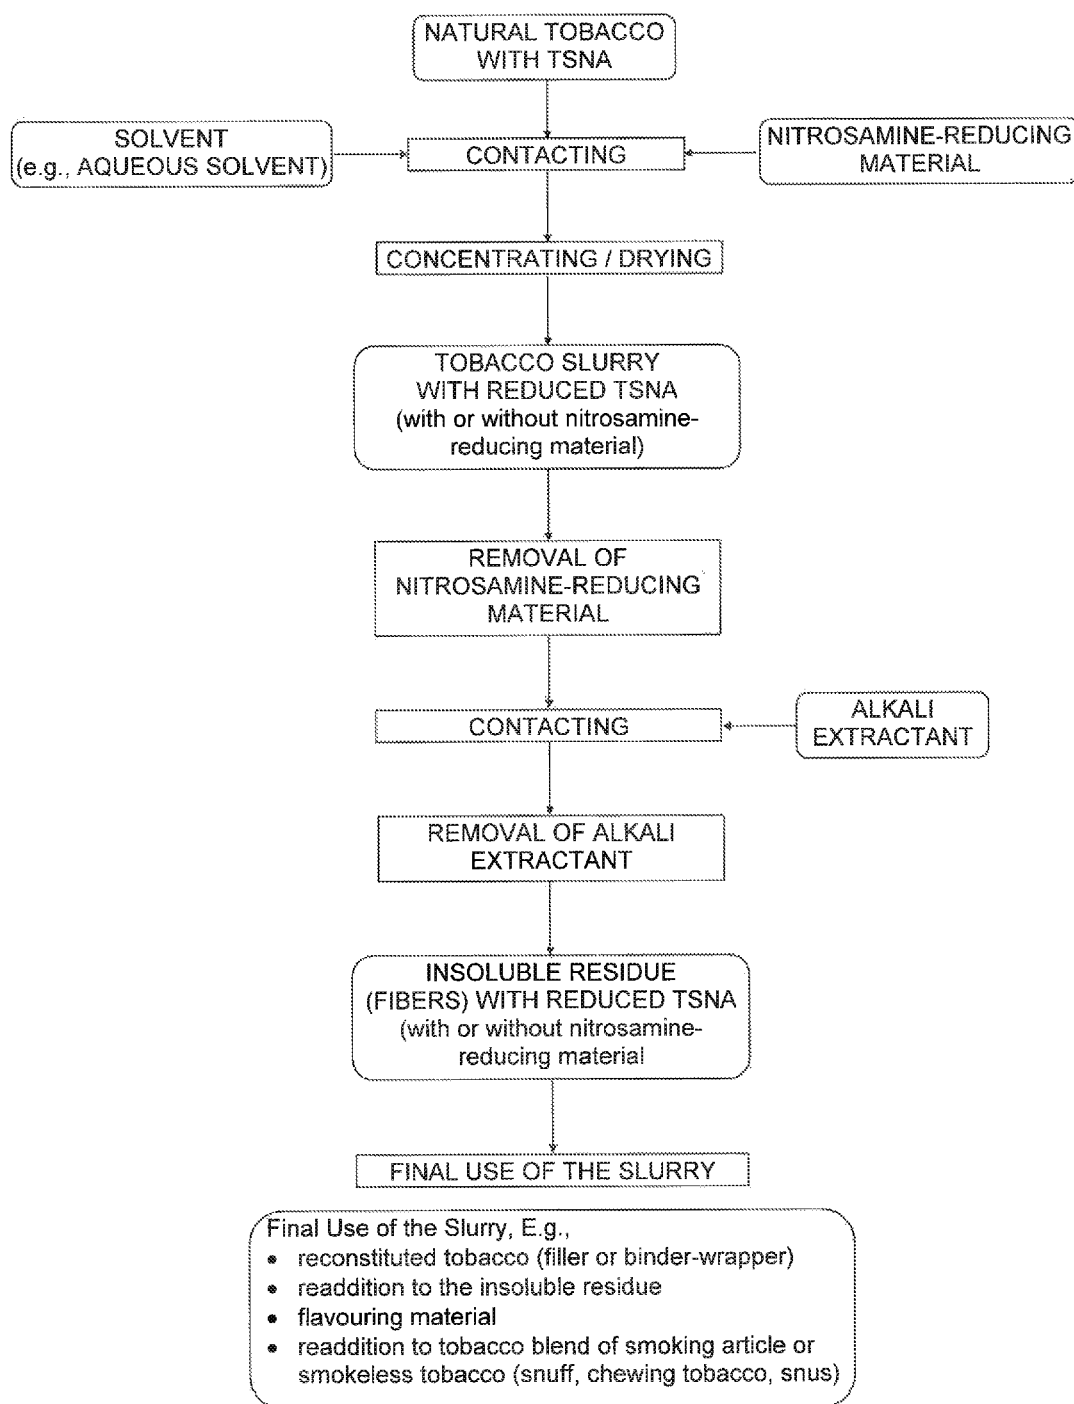 NATURAL TOBACCO
WITH TSNA
SOLVENT
(e.g., AQUEOUS SOLVENT)
CONTACTING
NITROSAMINE-REDUCING
MATERIAL
CONCENTRATING / DRYING
TOBACCO SLURRY
WITH REDUCED TSNA
(with or without nitrosamine-
reducing material)
REMOVAL OF
NITROSAMINE-REDUCING
MATERIAL
CONTACTING
ALKALI
EXTRACTANT
REMOVAL OF ALKALI
EXTRACTANT
INSOLUBLE RESIDUE
(FIBERS) WITH REDUCED TSNA
(with or without nitrosamine-
reducing material
FINAL USE OF THE SLURRY
Final Use of the Slurry, E.g.,
• reconstituted tobacco (filler or binder-wrapper)
• readdition to the insoluble residue
• flavouring material
• readdition to tobacco blend of smoking article or
smokeless tobacco (snuff, chewing tobacco, snus)